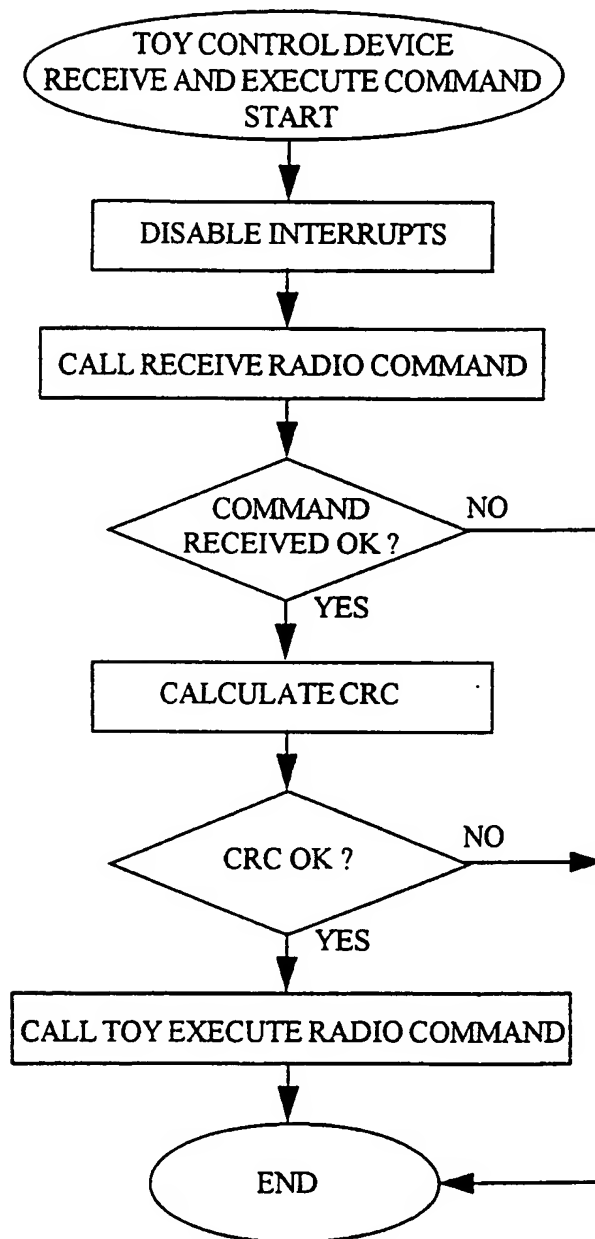 TOY CONTROL DEVICE
RECEIVE AND EXECUTE COMMAND
START
DISABLE INTERRUPTS
CALL RECEIVE RADIO COMMAND
COMMAND
RECEIVED OK ?
NO
YES
CALCULATE CRC
CRC OK ?
NO
YES
CALL TOY EXECUTE RADIO COMMAND
END